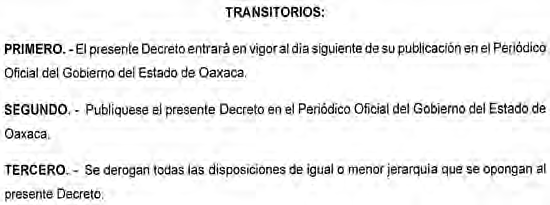 TRANSITORIOS:
PRIMERO. - El presente Decreto entrará en vigor al día siguiente de su publicación en el Periódico
Oficial del Gobierno del Estado de Oaxaca.
SEGUNDO. - Publíquese el presente Decreto en el Periódico Oficial del Gobierno del Estado de
Oaxaca.
TERCERO. - Se derogan todas las disposiciones de igual o menor jerarquía que se opongan al
presente Decreto.